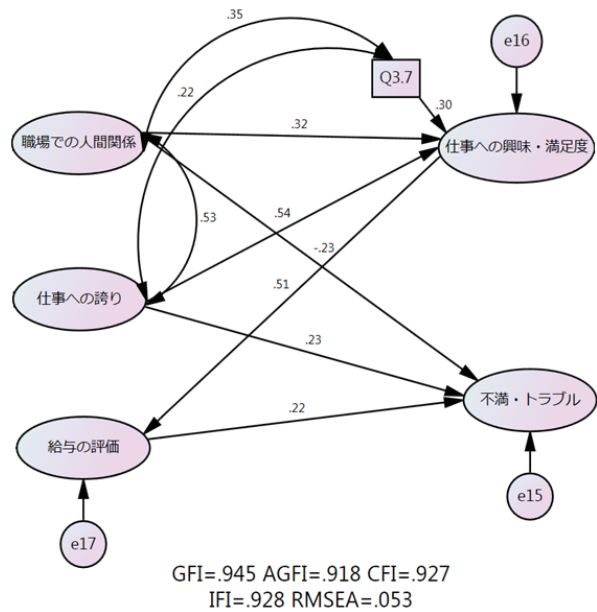 .35
e16
Q3.7
.22
.30
.32
職場での人間関係
仕事への興味・満足度
.53
.54
-.23
.51
仕事への誇り
.23
不満・トラブル
.22
給与の評価
e15
e17
GFI=.945 AGFI=.918 CFI=.927
IFI=.928 RMSEA=.053